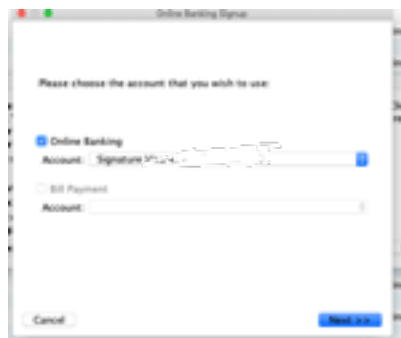 Online Banking Signup
Please choose the account that you wish to use:
Online Banking
Account: Signature
Bill Payment
Account:
Cancel
Next >>